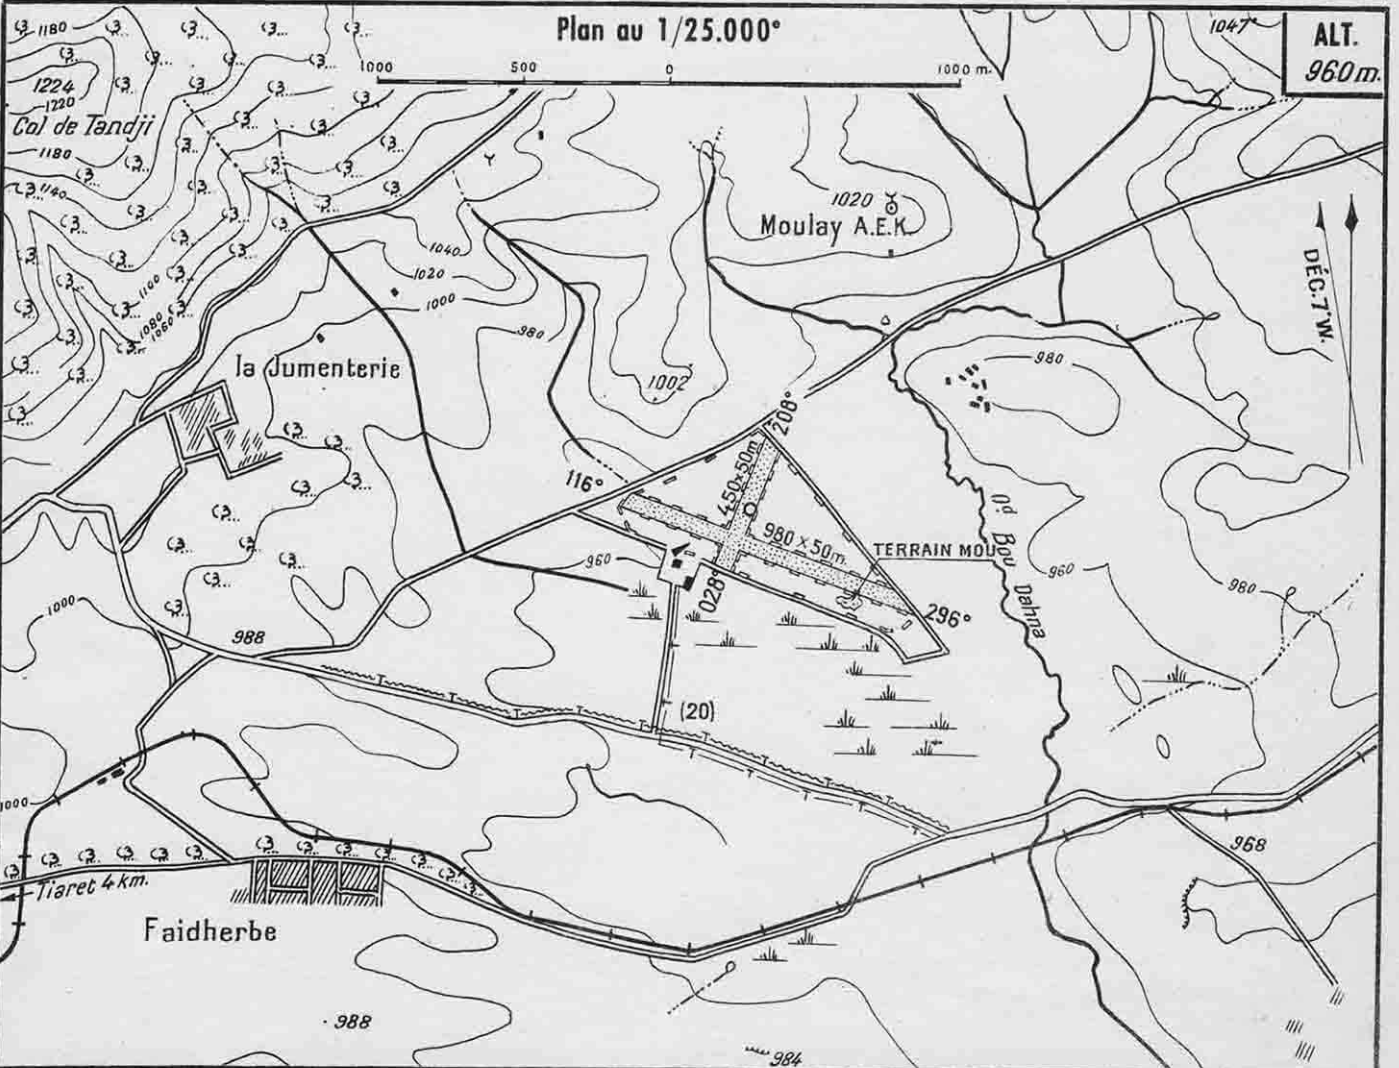 Plan au 1/25.000°
1000 500 0 1000 m.
ALT.
960 m.
1047
1180
1224
1220
Col de Tandji
1180
1140
1100
1080
1060
1040
1020
1000
980
1020
Moulay A.E.K.
DÉC. 7°W.
la Jumenterie
1002
980
208°
116°
450 x 50m
980 x 50m.
TERRAIN MOU
960
028°
296°
Od Bou Dahna
960
980
1000
988
(20)
1000
968
Tiaret 4 km.
Faidherbe
988
984